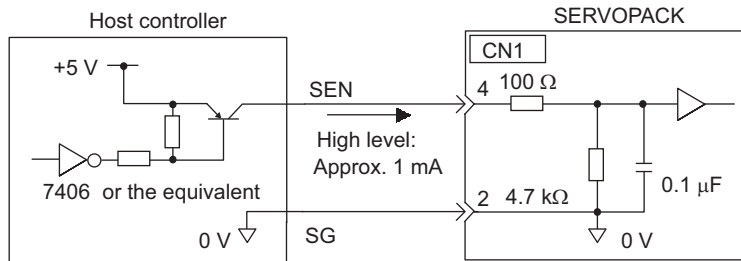 Host controller
SERVOPACK
CN1
+5 V
SEN
4
100 Ω
High level:
Approx. 1 mA
7406 or the equivalent
2
4.7 kΩ
0.1 μF
0 V
SG
0 V